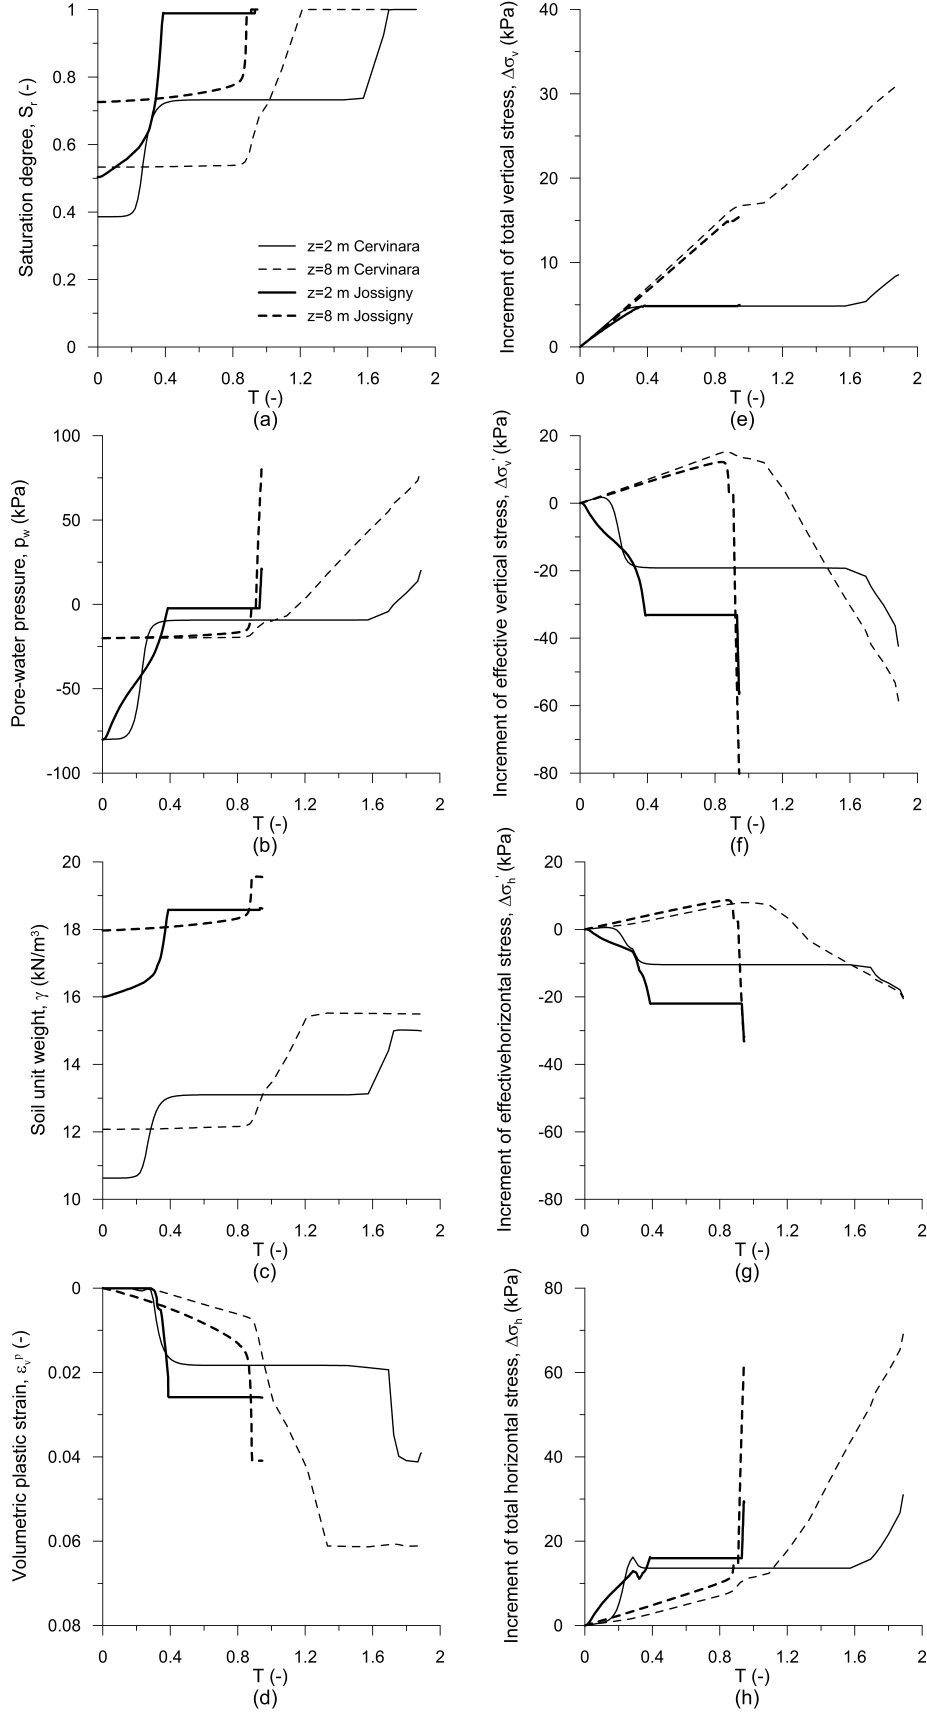 Saturation degree, Sr (-)
1
0.8
0.6
0.4
0.2
0
z=2 m Cervinara
z=8 m Cervinara
z=2 m Jossigny
z=8 m Jossigny
0 0.4 0.8 1.2 1.6 2
T (-)
(a)
Increment of total vertical stress, Δσv (kPa)
40
30
20
10
0
0 0.4 0.8 1.2 1.6 2
T (-)
(e)
Pore-water pressure, pw (kPa)
100
50
0
-50
-100
0 0.4 0.8 1.2 1.6 2
T (-)
(b)
Increment of effective vertical stress, Δσv' (kPa)
20
0
-20
-40
-60
-80
0 0.4 0.8 1.2 1.6 2
T (-)
(f)
Soil unit weight, γ (kN/m³)
20
18
16
14
12
10
0 0.4 0.8 1.2 1.6 2
T (-)
(c)
Increment of effectivehorizontal stress, Δσh' (kPa)
20
0
-20
-40
-60
-80
0 0.4 0.8 1.2 1.6 2
T (-)
(g)
Volumetric plastic strain, εvp (-)
0
0.02
0.04
0.06
0.08
0 0.4 0.8 1.2 1.6 2
T (-)
(d)
Increment of total horizontal stress, Δσh (kPa)
80
60
40
20
0
0 0.4 0.8 1.2 1.6 2
T (-)
(h)